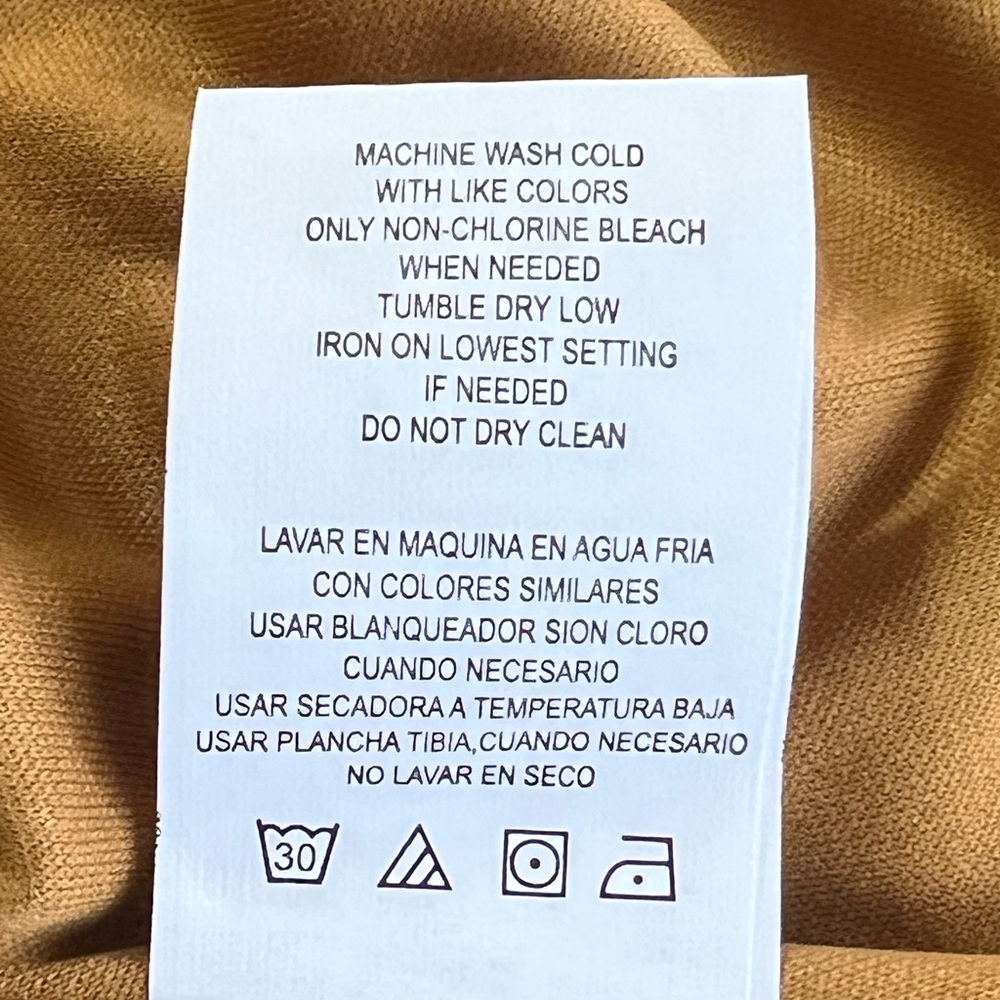 MACHINE WASH COLD
WITH LIKE COLORS
ONLY NON-CHLORINE BLEACH
WHEN NEEDED
TUMBLE DRY LOW
IRON ON LOWEST SETTING
IF NEEDED
DO NOT DRY CLEAN
LAVAR EN MAQUINA EN AGUA FRIA
CON COLORES SIMILARES
USAR BLANQUEADOR SION CLORO
CUANDO NECESARIO
USAR SECADORA A TEMPERATURA BAJA
USAR PLANCHA TIBIA,CUANDO NECESARIO
NO LAVAR EN SECO
30